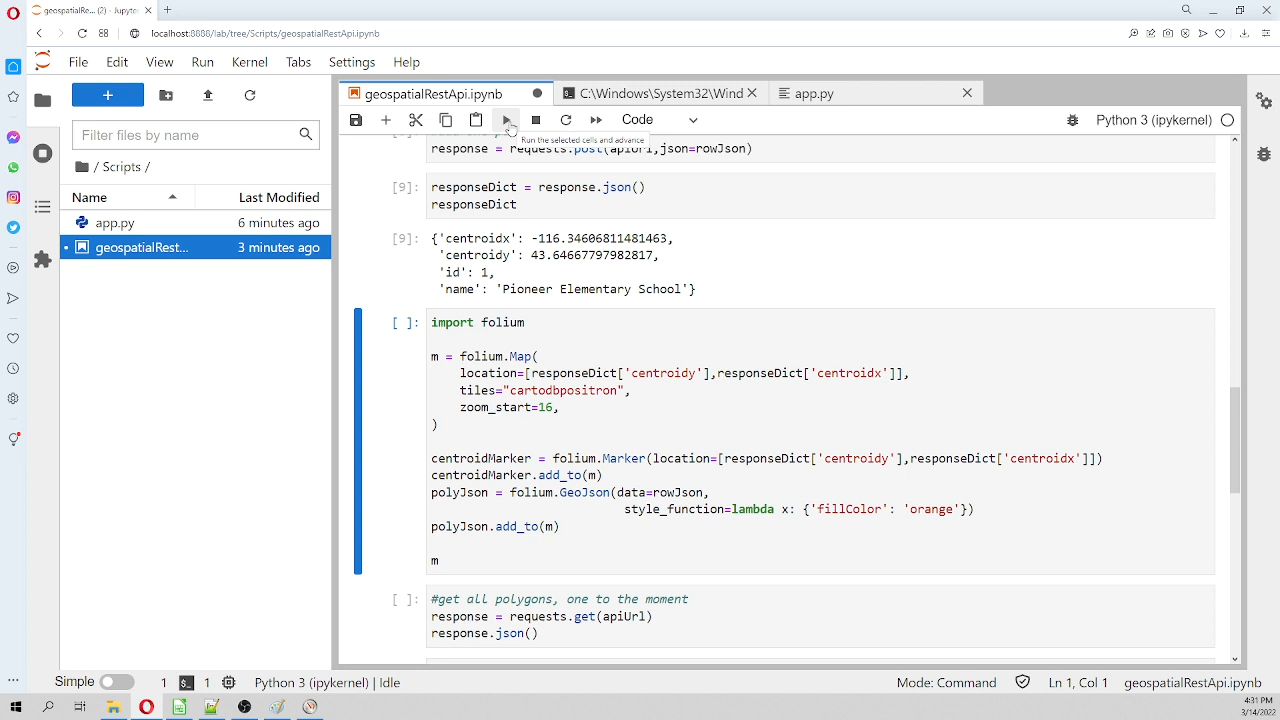 geospatialRe... (2) - Jupyter
localhost:8888/lab/tree/Scripts/geospatialRestApi.ipynb
File Edit View Run Kernel Tabs Settings Help
geospatialRestApi.ipynb
C:\Windows\System32\Wind
app.py
Filter files by name
Code
Python 3 (ipykernel)
Run the selected cells and advance
/ Scripts /
Name Last Modified
app.py 6 minutes ago
geospatialRest... 3 minutes ago
response = requests.post(apiUrl,json=rowJson)
[9]: responseDict = response.json()
responseDict
[9]: {'centroidx': -116.34606811481463,
'centroidy': 43.64667797982817,
'id': 1,
'name': 'Pioneer Elementary School'}
[ ]: import folium
m = folium.Map(
location=[responseDict['centroidy'],responseDict['centroidx']],
tiles="cartodbpositron",
zoom_start=16,
)
centroidMarker = folium.Marker(location=[responseDict['centroidy'],responseDict['centroidx']])
centroidMarker.add_to(m)
polyJson = folium.GeoJson(data=rowJson,
style_function=lambda x: {'fillColor': 'orange'})
polyJson.add_to(m)
m
[ ]: #get all polygons, one to the moment
response = requests.get(apiUrl)
response.json()
Simple 1 1 Python 3 (ipykernel) | Idle Mode: Command Ln 1, Col 1 geospatialRestApi.ipynb
4:31 PM
3/14/2022